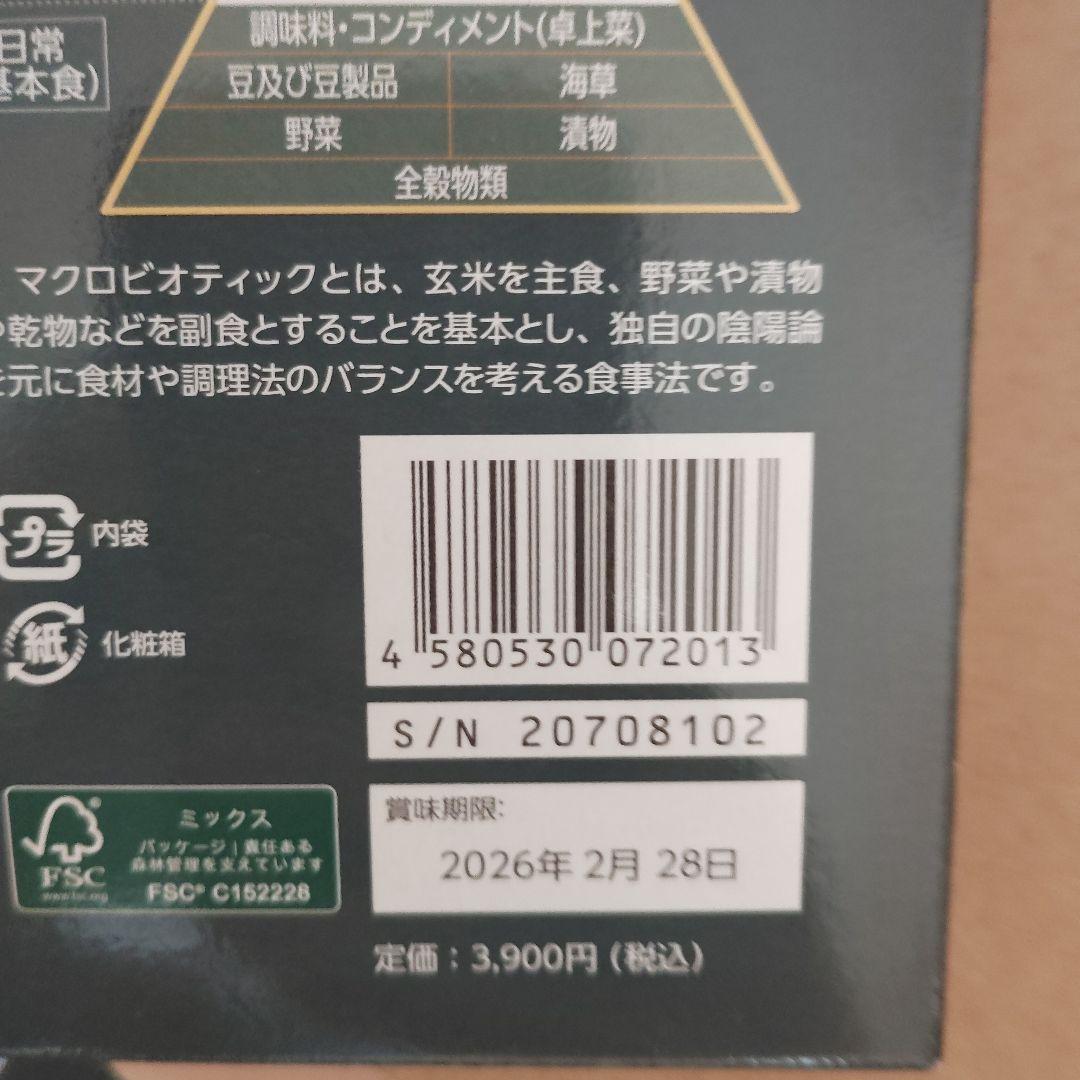 調味料・コンディメント(卓上菜)
日常
基本食)
豆及び豆製品 海草
野菜 漬物
全穀物類
マクロビオティックとは、玄米を主食、野菜や漬物
乾物などを副食とすることを基本とし、独自の陰陽論
を元に食材や調理法のバランスを考える食事法です。
プラ 内袋
紙 化粧箱
4 580530 072013
S/N 20708102
賞味期限:
2026年 2月 28日
ミックス
パッケージ | 責任ある
森林管理を支えています
FSC
www.fsc.org
FSC® C152228
定価：3,900円（税込）